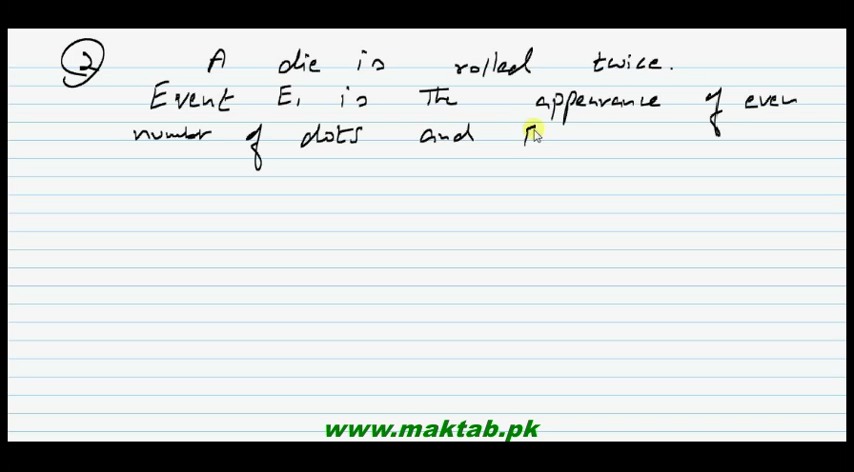 2 A die is rolled twice.
Event E1 is The appearance of even
number of dots and
www.maktab.pk